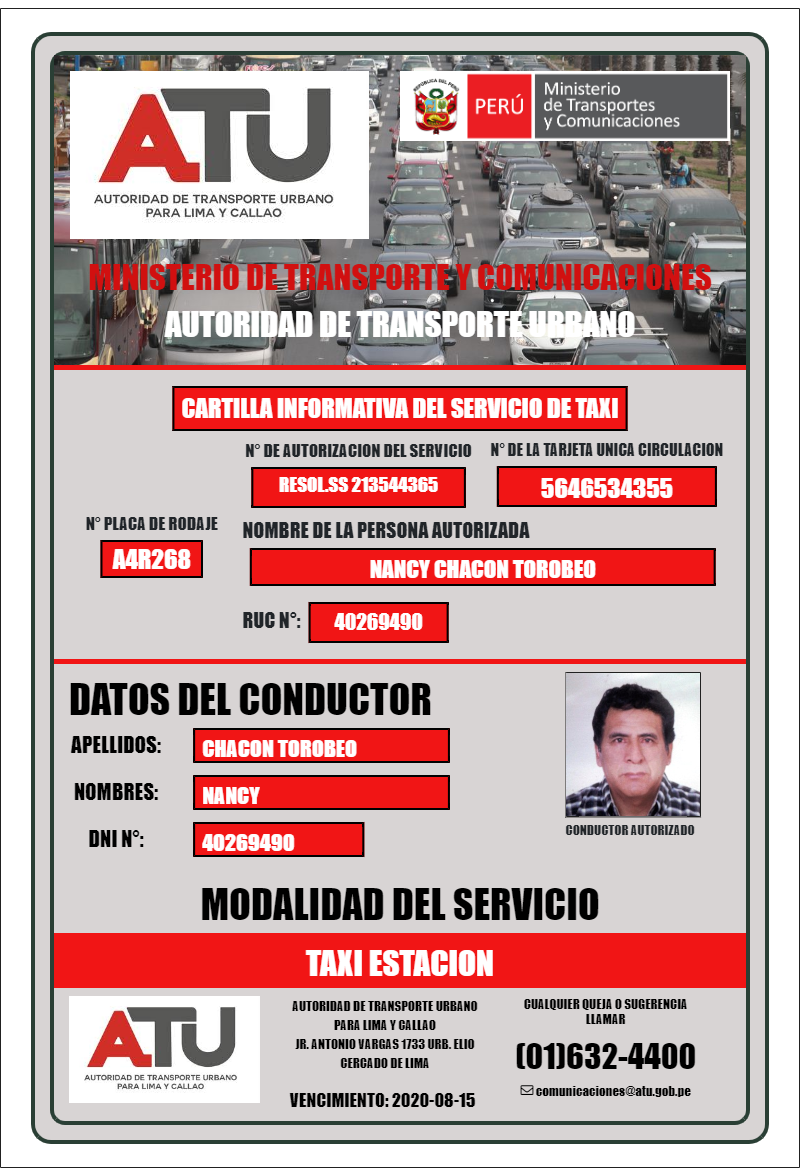 ATU
AUTORIDAD DE TRANSPORTE URBANO
PARA LIMA Y CALLAO
REPÚBLICA DEL PERÚ
PERÚ
Ministerio
de Transportes
y Comunicaciones
MINISTERIO DE TRANSPORTE Y COMUNICACIONES
AUTORIDAD DE TRANSPORTE URBANO
CARTILLA INFORMATIVA DEL SERVICIO DE TAXI
N° DE AUTORIZACION DEL SERVICIO
N° DE LA TARJETA UNICA CIRCULACION
RESOL.SS 213544365
5646534355
N° PLACA DE RODAJE
NOMBRE DE LA PERSONA AUTORIZADA
A4R268
NANCY CHACON TOROBEO
RUC N°:
40269490
DATOS DEL CONDUCTOR
APELLIDOS:
CHACON TOROBEO
NOMBRES:
NANCY
DNI N°:
40269490
CONDUCTOR AUTORIZADO
MODALIDAD DEL SERVICIO
TAXI ESTACION
ATU
AUTORIDAD DE TRANSPORTE URBANO
PARA LIMA Y CALLAO
AUTORIDAD DE TRANSPORTE URBANO
PARA LIMA Y CALLAO
JR. ANTONIO VARGAS 1733 URB. ELIO
CERCADO DE LIMA
VENCIMIENTO: 2020-08-15
CUALQUIER QUEJA O SUGERENCIA
LLAMAR
(01)632-4400
comunicaciones@atu.gob.pe